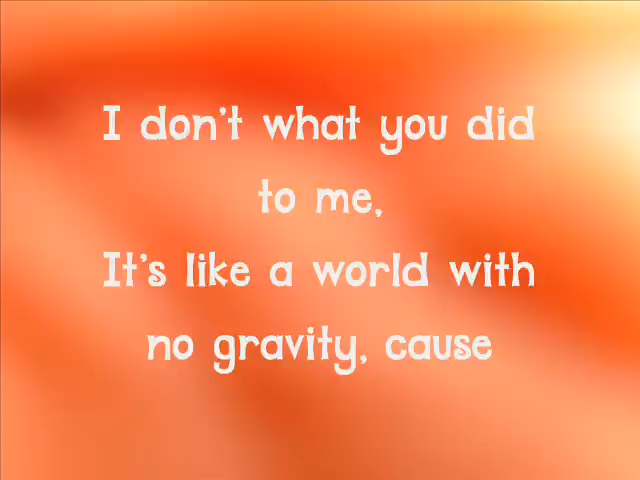 I don't what you did
to me,
It's like a world with
no gravity, cause